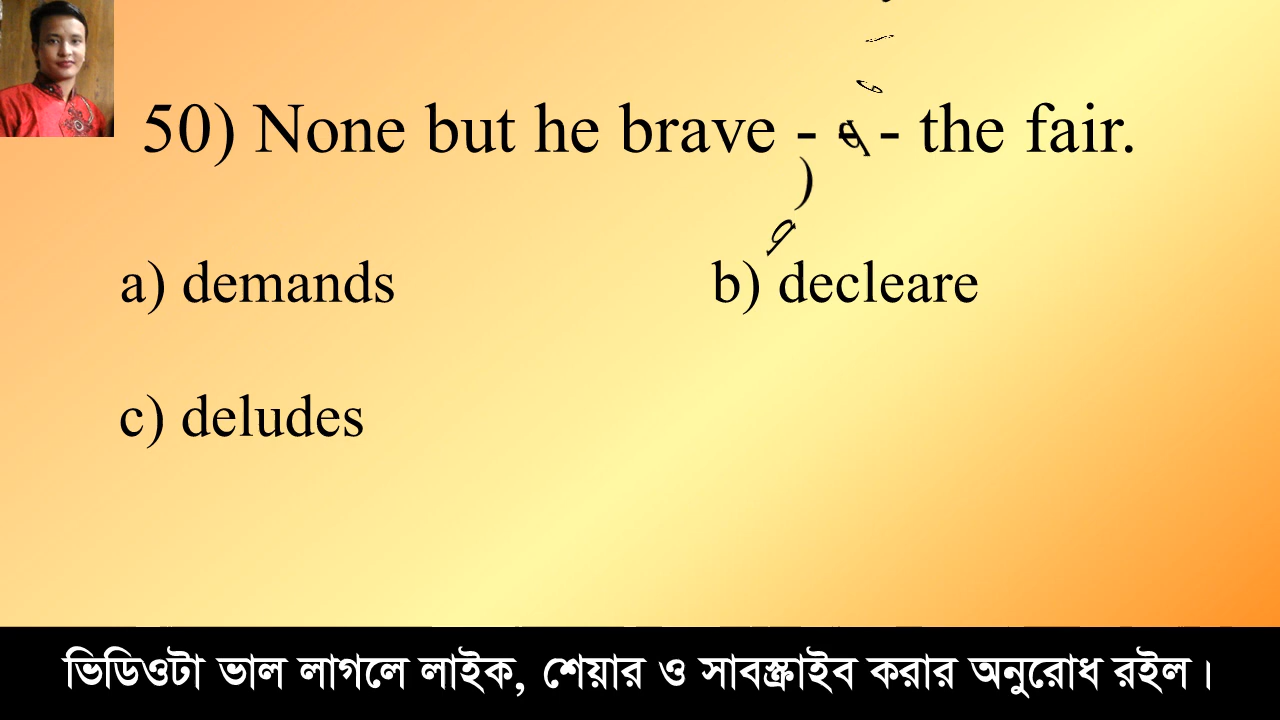 50) None but he brave - - - the fair.
a) demands b) decleare
c) deludes
ভিডিওটা ভাল লাগলে লাইক, শেয়ার ও সাবস্ক্রাইব করার অনুরোধ রইল।